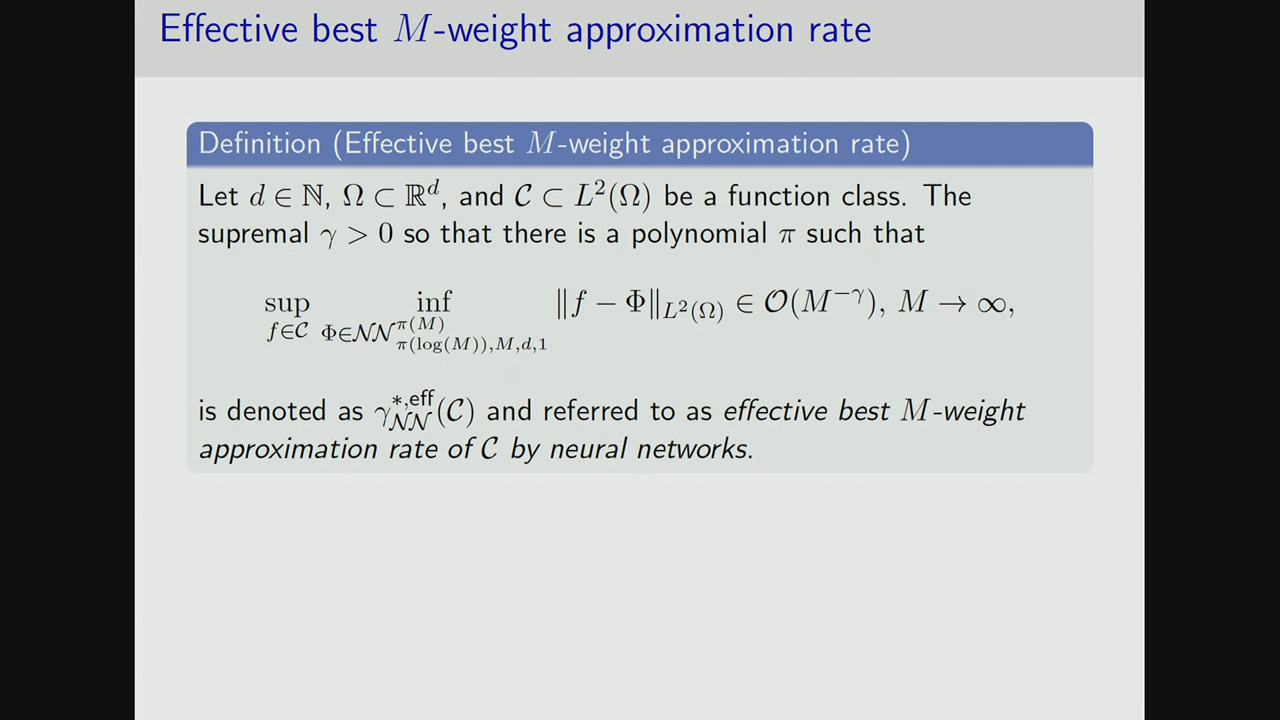 Effective best M-weight approximation rate
Definition (Effective best M-weight approximation rate)
Let d ∈ ℕ, Ω ⊂ ℝ^d, and 𝒞 ⊂ L²(Ω) be a function class. The
supremal γ > 0 so that there is a polynomial π such that
sup_{f∈𝒞} inf_{Φ∈𝒩𝒩^{π(M)}_{π(log(M)),M,d,1}} ‖f − Φ‖_{L²(Ω)} ∈ 𝒪(M^{−γ}), M → ∞,
is denoted as γ^{*,eff}_{𝒩𝒩}(𝒞) and referred to as effective best M-weight
approximation rate of 𝒞 by neural networks.